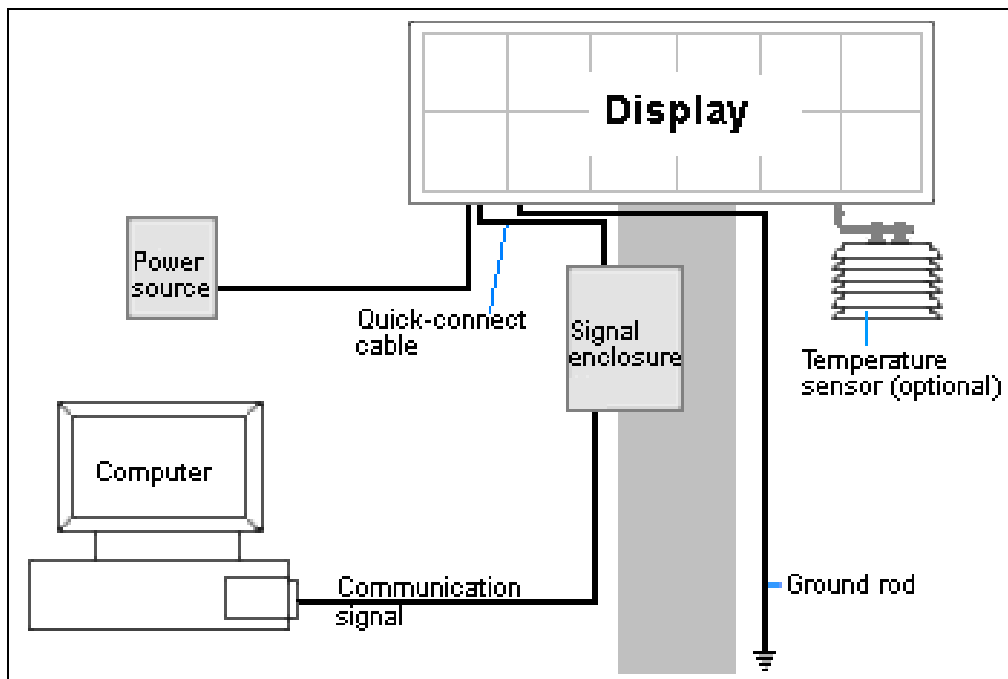 Display
Power
source
Quick-connect
cable
Signal
enclosure
Temperature
sensor (optional)
Computer
Communication
signal
Ground rod